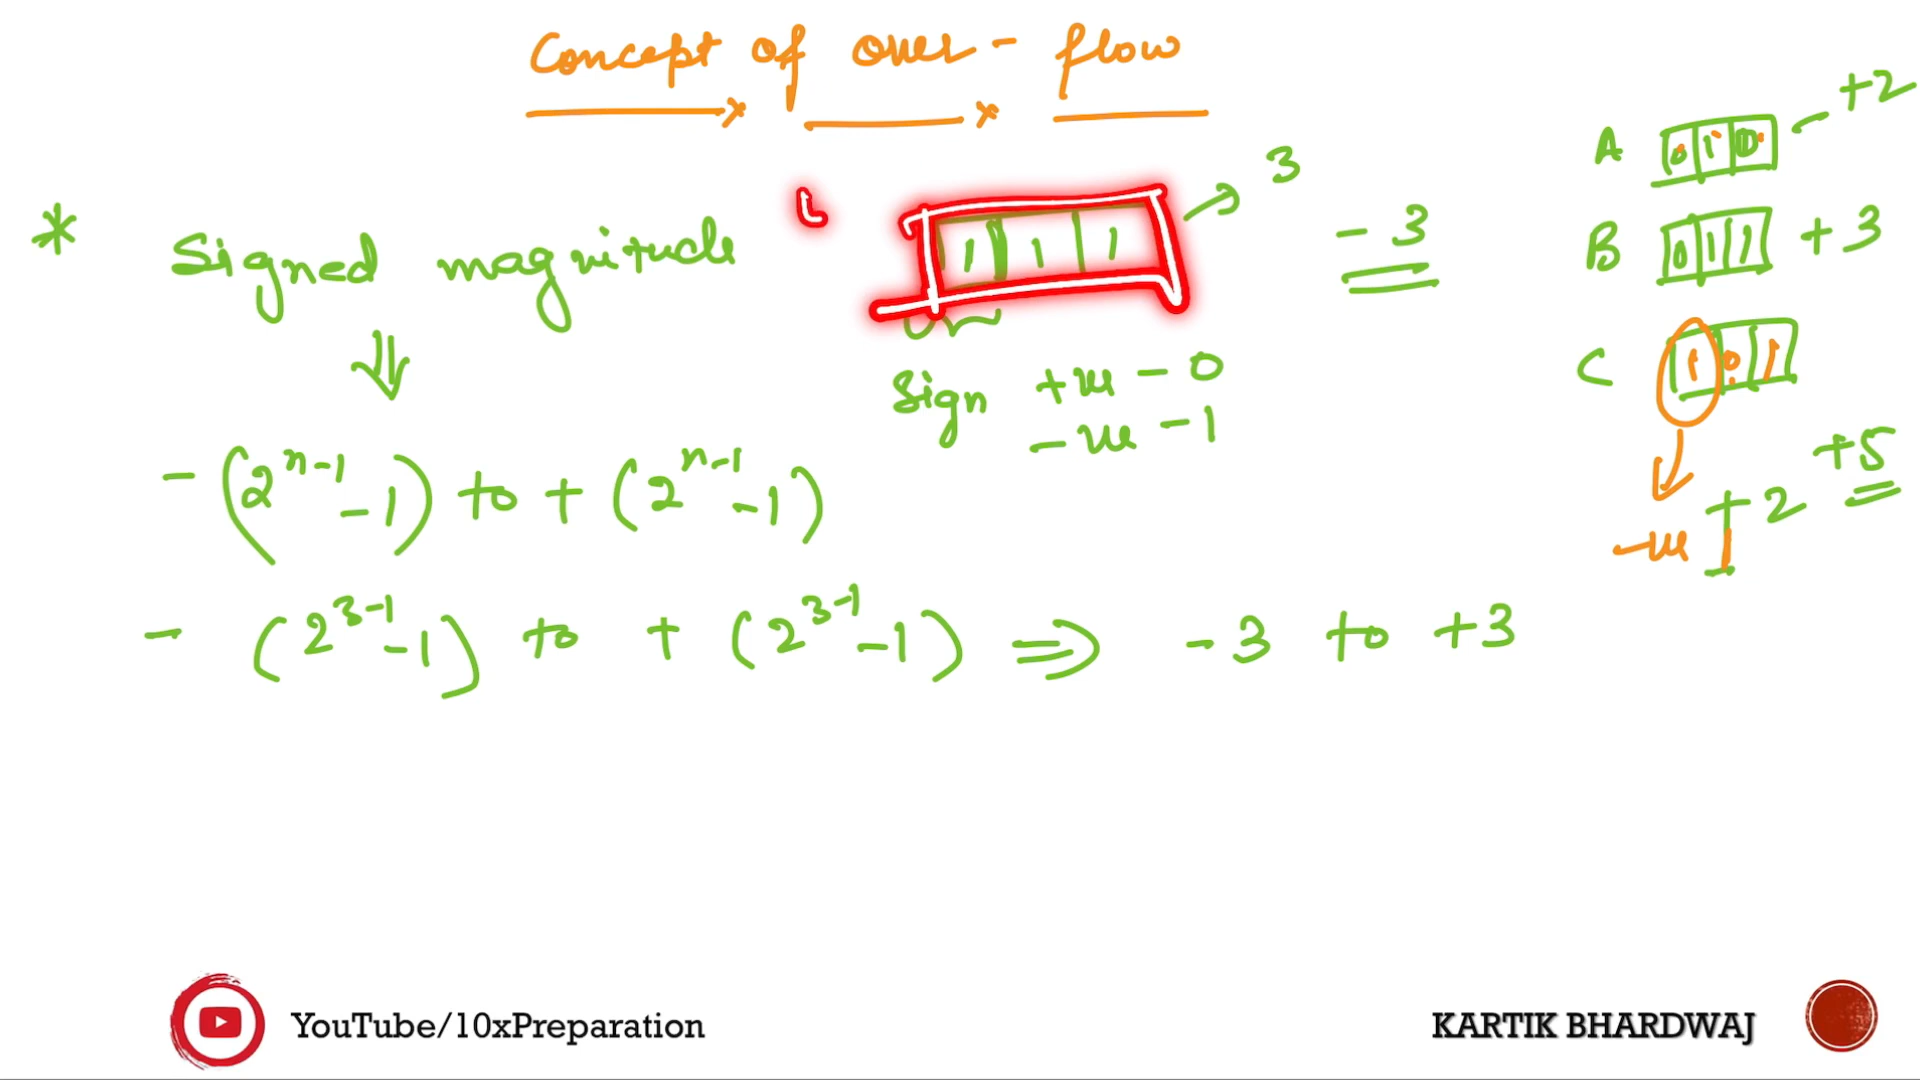 Concept of over-flow
* Signed magnitude
1 1 1 → 3
-3
Sign +ve - 0
-ve - 1
-(2^{n-1} - 1) to + (2^{n-1} - 1)
- (2^{3-1} - 1) to + (2^{3-1} - 1) ⇒ -3 to +3
A 0 1 0 - +2
B 0 1 1 +3
C 1 0 1
+5
-ve +2
YouTube/10xPreparation
KARTIK BHARDWAJ